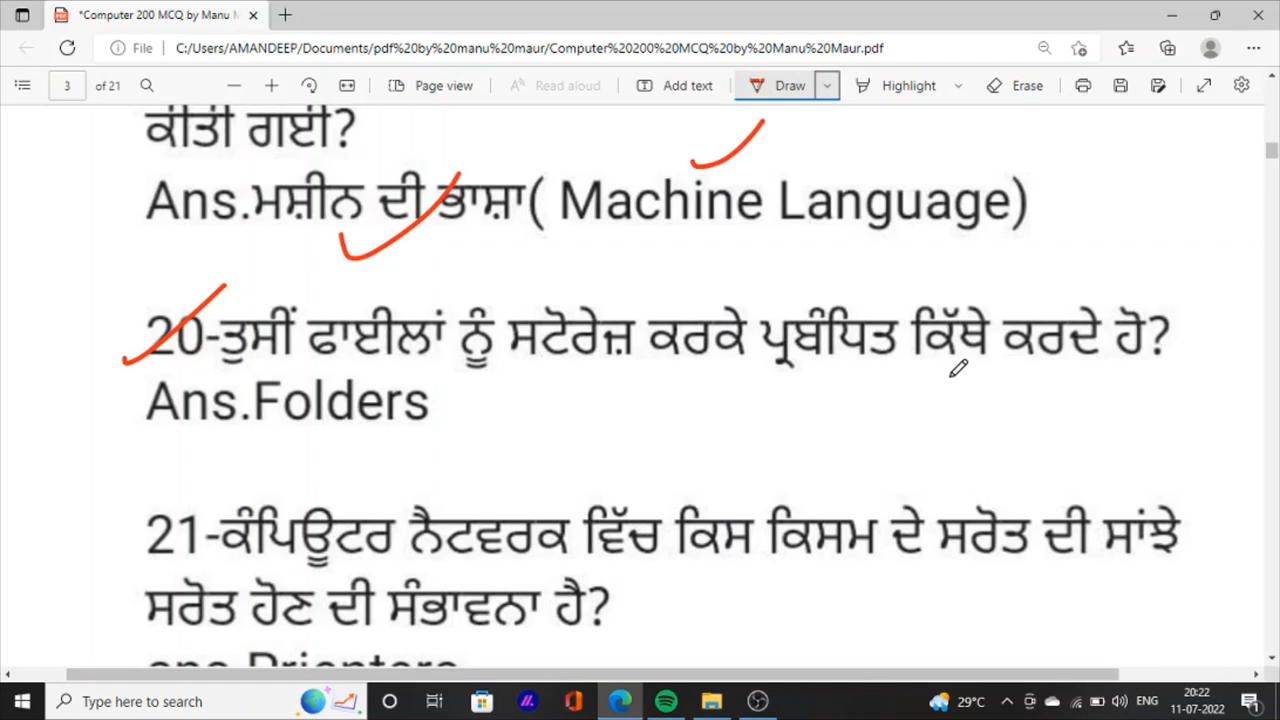 *Computer 200 MCQ by Manu M
File
C:/Users/AMANDEEP/Documents/pdf%20by%20manu%20maur/Computer%20200%20MCQ%20by%20Manu%20Maur.pdf
3 of 21
Page view
Read aloud
Add text
Draw
Highlight
Erase
ਕੀਤੀ ਗਈ?
Ans.ਮਸ਼ੀਨ ਦੀ ਭਾਸ਼ਾ( Machine Language)
20-ਤੁਸੀਂ ਫਾਈਲਾਂ ਨੂੰ ਸਟੋਰੇਜ਼ ਕਰਕੇ ਪ੍ਰਬੰਧਿਤ ਕਿੱਥੇ ਕਰਦੇ ਹੋ?
Ans.Folders
21-ਕੰਪਿਊਟਰ ਨੈਟਵਰਕ ਵਿੱਚ ਕਿਸ ਕਿਸਮ ਦੇ ਸਰੋਤ ਦੀ ਸਾਂਝੇ
ਸਰੋਤ ਹੋਣ ਦੀ ਸੰਭਾਵਨਾ ਹੈ?
Type here to search
29°C
ENG
20:22
11-07-2022